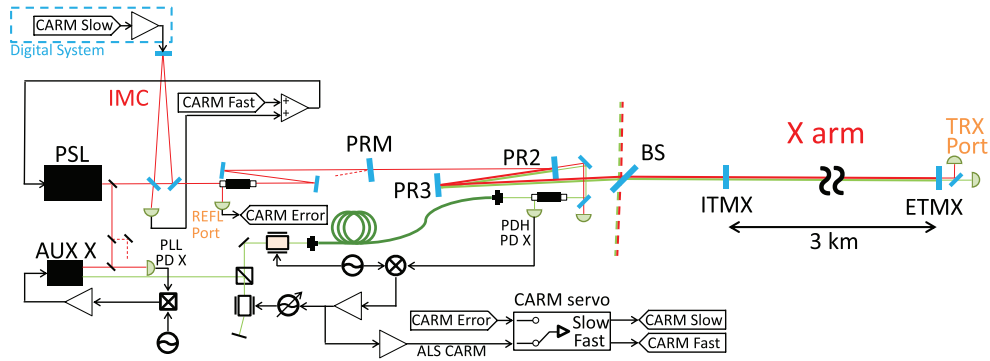 CARM Slow
Digital System
IMC
CARM Fast
+
+
PSL
PRM
PR2
PR3
BS
X arm
TRX
Port
ITMX
ETMX
3 km
REFL
Port
CARM Error
PDH
PD X
AUX X
PLL
PD X
CARM servo
CARM Error
ALS CARM
Slow
Fast
CARM Slow
CARM Fast